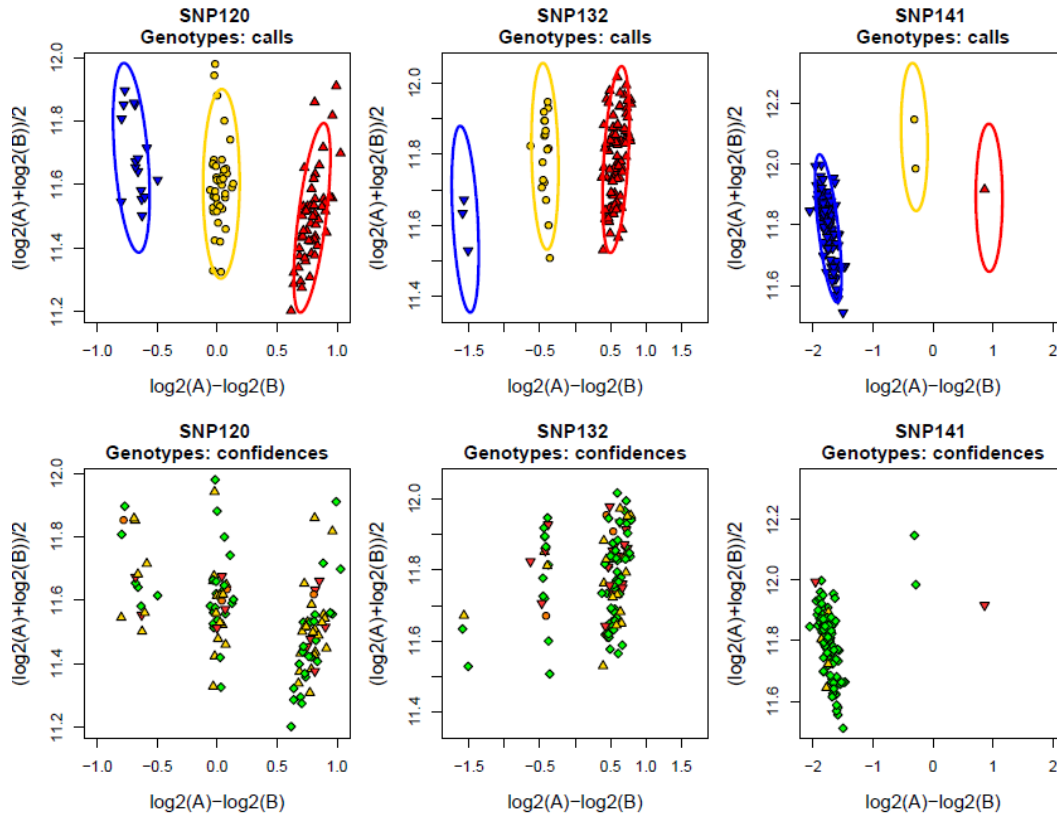 SNP120
Genotypes: calls
(log2(A)+log2(B))/2
12.0
11.8
11.6
11.4
11.2
−1.0
−0.5
0.0
0.5
1.0
log2(A)−log2(B)
SNP132
Genotypes: calls
(log2(A)+log2(B))/2
12.0
11.8
11.6
11.4
−1.5
−0.5
0.5
1.0
1.5
log2(A)−log2(B)
SNP141
Genotypes: calls
(log2(A)+log2(B))/2
12.2
12.0
11.8
11.6
−2
−1
0
1
2
log2(A)−log2(B)
SNP120
Genotypes: confidences
(log2(A)+log2(B))/2
12.0
11.8
11.6
11.4
11.2
−1.0
−0.5
0.0
0.5
1.0
log2(A)−log2(B)
SNP132
Genotypes: confidences
(log2(A)+log2(B))/2
12.0
11.8
11.6
11.4
−1.5
−0.5
0.5
1.0
1.5
log2(A)−log2(B)
SNP141
Genotypes: confidences
(log2(A)+log2(B))/2
12.2
12.0
11.8
11.6
−2
−1
0
1
2
log2(A)−log2(B)